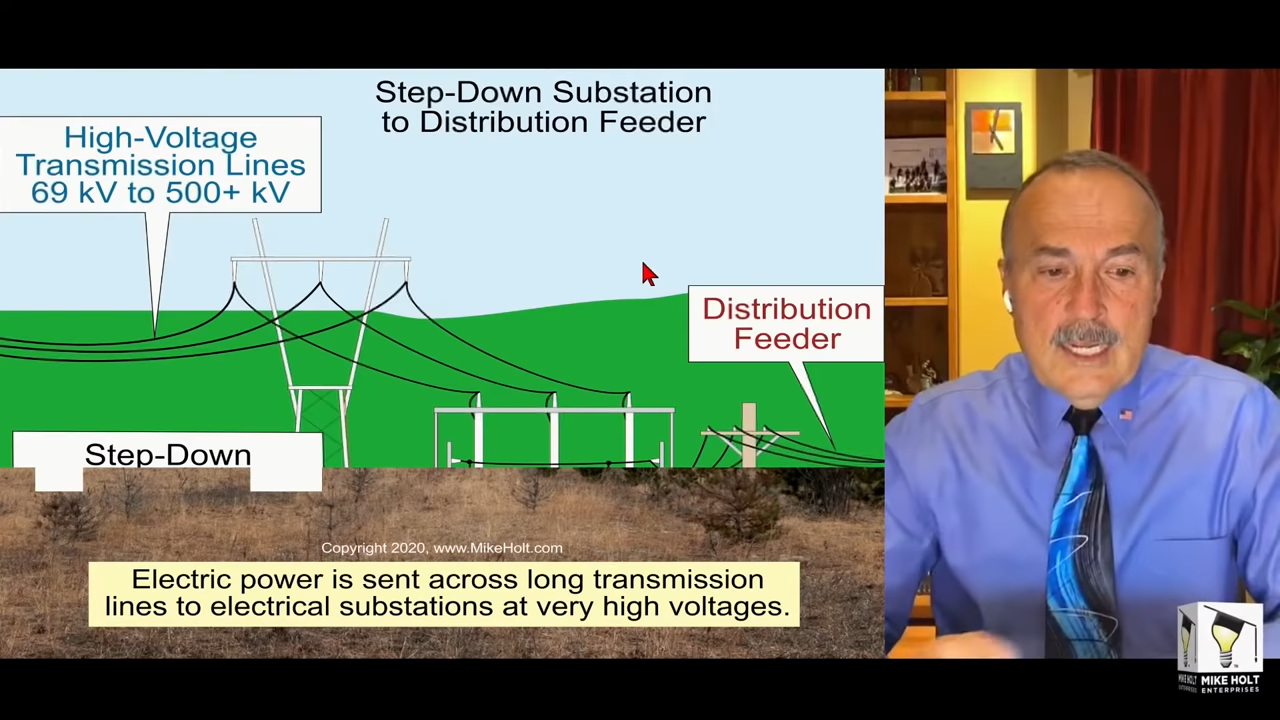 Step-Down Substation
to Distribution Feeder
High-Voltage
Transmission Lines
69 kV to 500+ kV
Distribution
Feeder
Step-Down
Copyright 2020, www.MikeHolt.com
Electric power is sent across long transmission
lines to electrical substations at very high voltages.
MIKE HOLT
ENTERPRISES